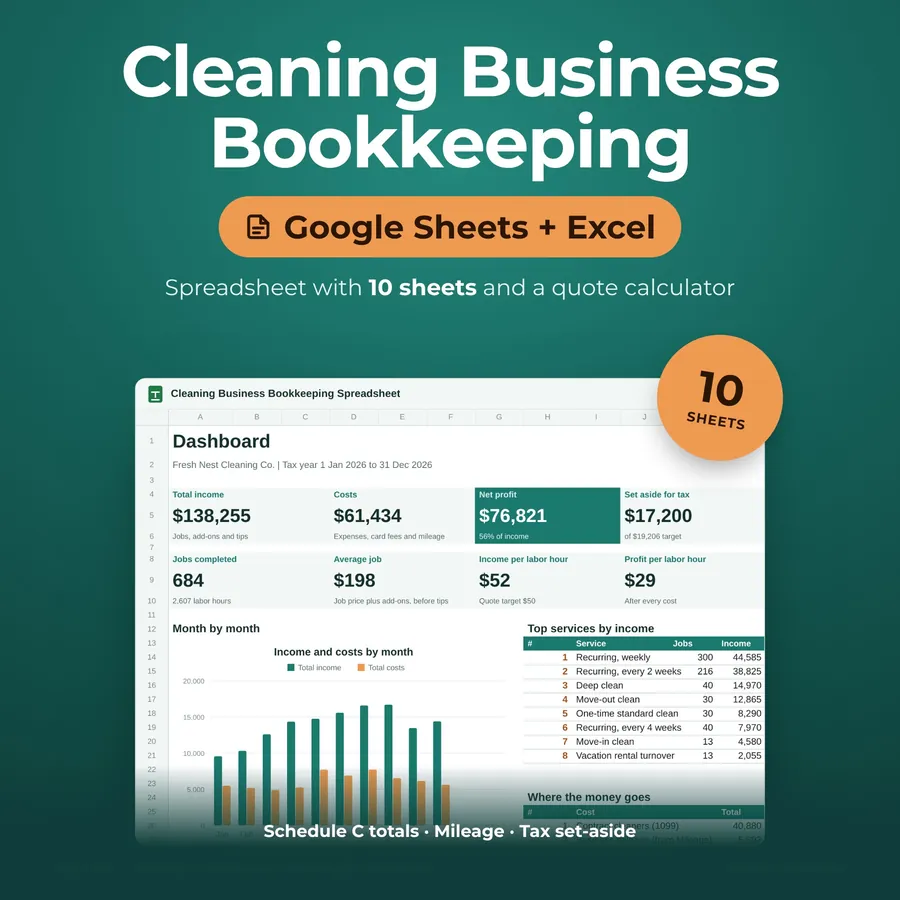 Cleaning Business
Bookkeeping
Google Sheets + Excel
Spreadsheet with 10 sheets and a quote calculator
10
SHEETS
Cleaning Business Bookkeeping Spreadsheet
A B C D E F G H I J
1 Dashboard
2 Fresh Nest Cleaning Co. | Tax year 1 Jan 2026 to 31 Dec 2026
3
4 Total income Costs Net profit Set aside for tax
5 $138,255 $61,434 $76,821 $17,200
6 Jobs, add-ons and tips Expenses, card fees and mileage 56% of income of $19,206 target
7
8 Jobs completed Average job Income per labor hour Profit per labor hour
9 684 $198 $52 $29
10 2,607 labor hours Job price plus add-ons, before tips Quote target $50 After every cost
11
12 Month by month Top services by income
13 # Service Jobs Income
Income and costs by month
Total income Total costs
14 1 Recurring, weekly 300 44,585
15 2 Recurring, every 2 weeks 216 38,825
16 3 Deep clean 40 14,970
17 4 Move-out clean 30 12,865
18 5 One-time standard clean 30 8,290
19 6 Recurring, every 4 weeks 40 7,970
20 7 Move-in clean 13 4,580
21 8 Vacation rental turnover 13 2,055
22
23
24 Where the money goes
25 # Cost Total
1 Contract cleaners (1099) 40,880
20,000
15,000
10,000
5,000
0
Schedule C totals · Mileage · Tax set-aside